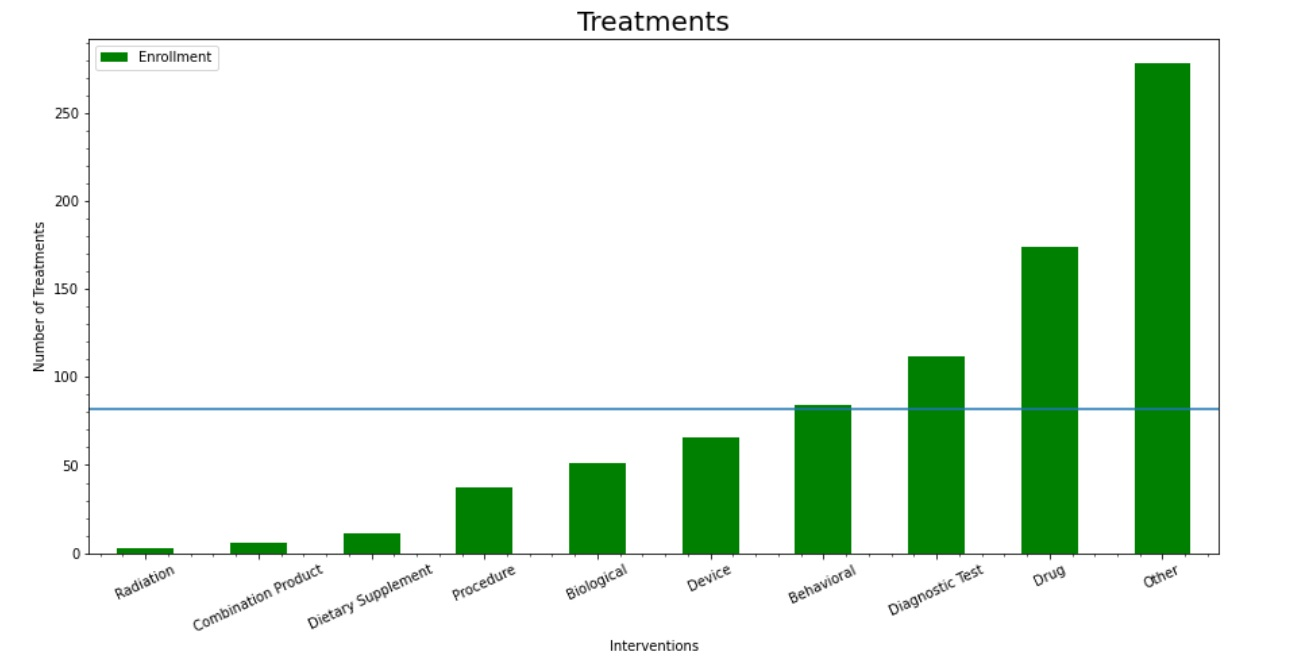 Treatments
Enrollment
Number of Treatments
250
200
150
100
50
0
Radiation
Combination Product
Dietary Supplement
Procedure
Biological
Device
Behavioral
Diagnostic Test
Drug
Other
Interventions